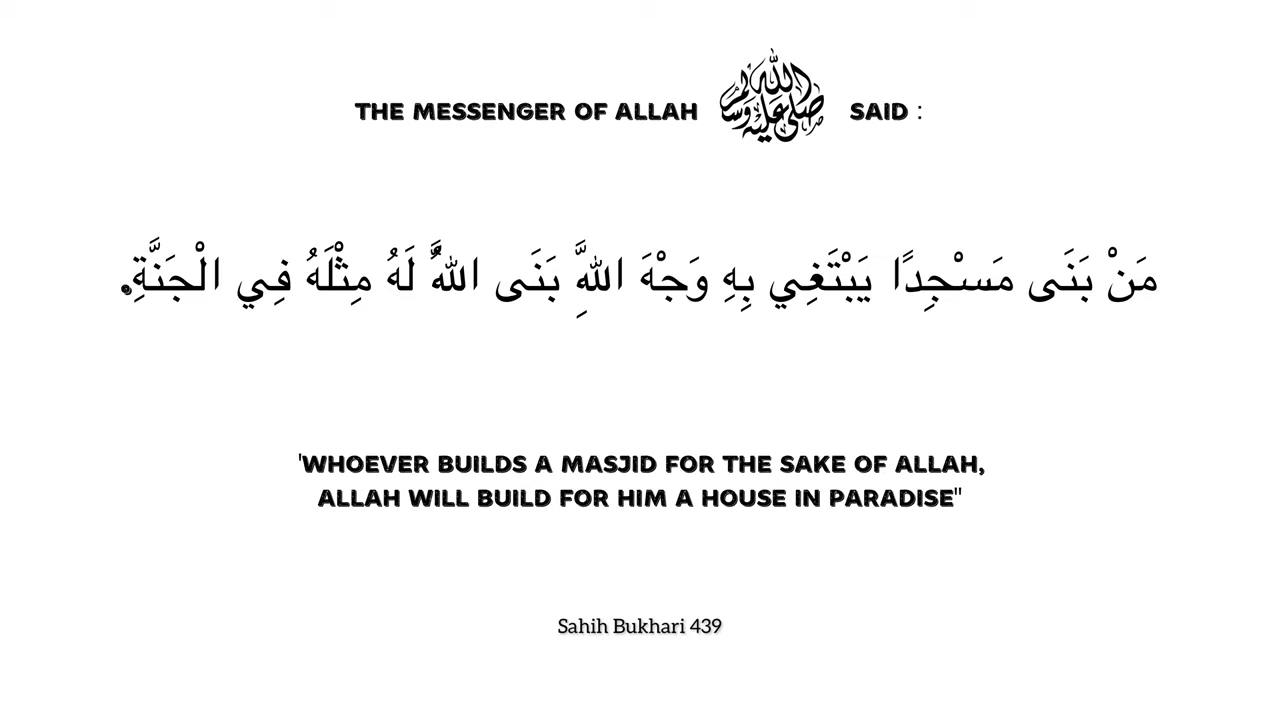 THE MESSENGER OF ALLAH ﷺ SAID :
مَنْ بَنَى مَسْجِدًا يَبْتَغِي بِهِ وَجْهَ اللَّهِ بَنَى اللَّهُ لَهُ مِثْلَهُ فِي الْجَنَّةِ.
'WHOEVER BUILDS A MASJID FOR THE SAKE OF ALLAH,
ALLAH WILL BUILD FOR HIM A HOUSE IN PARADISE"
Sahih Bukhari 439